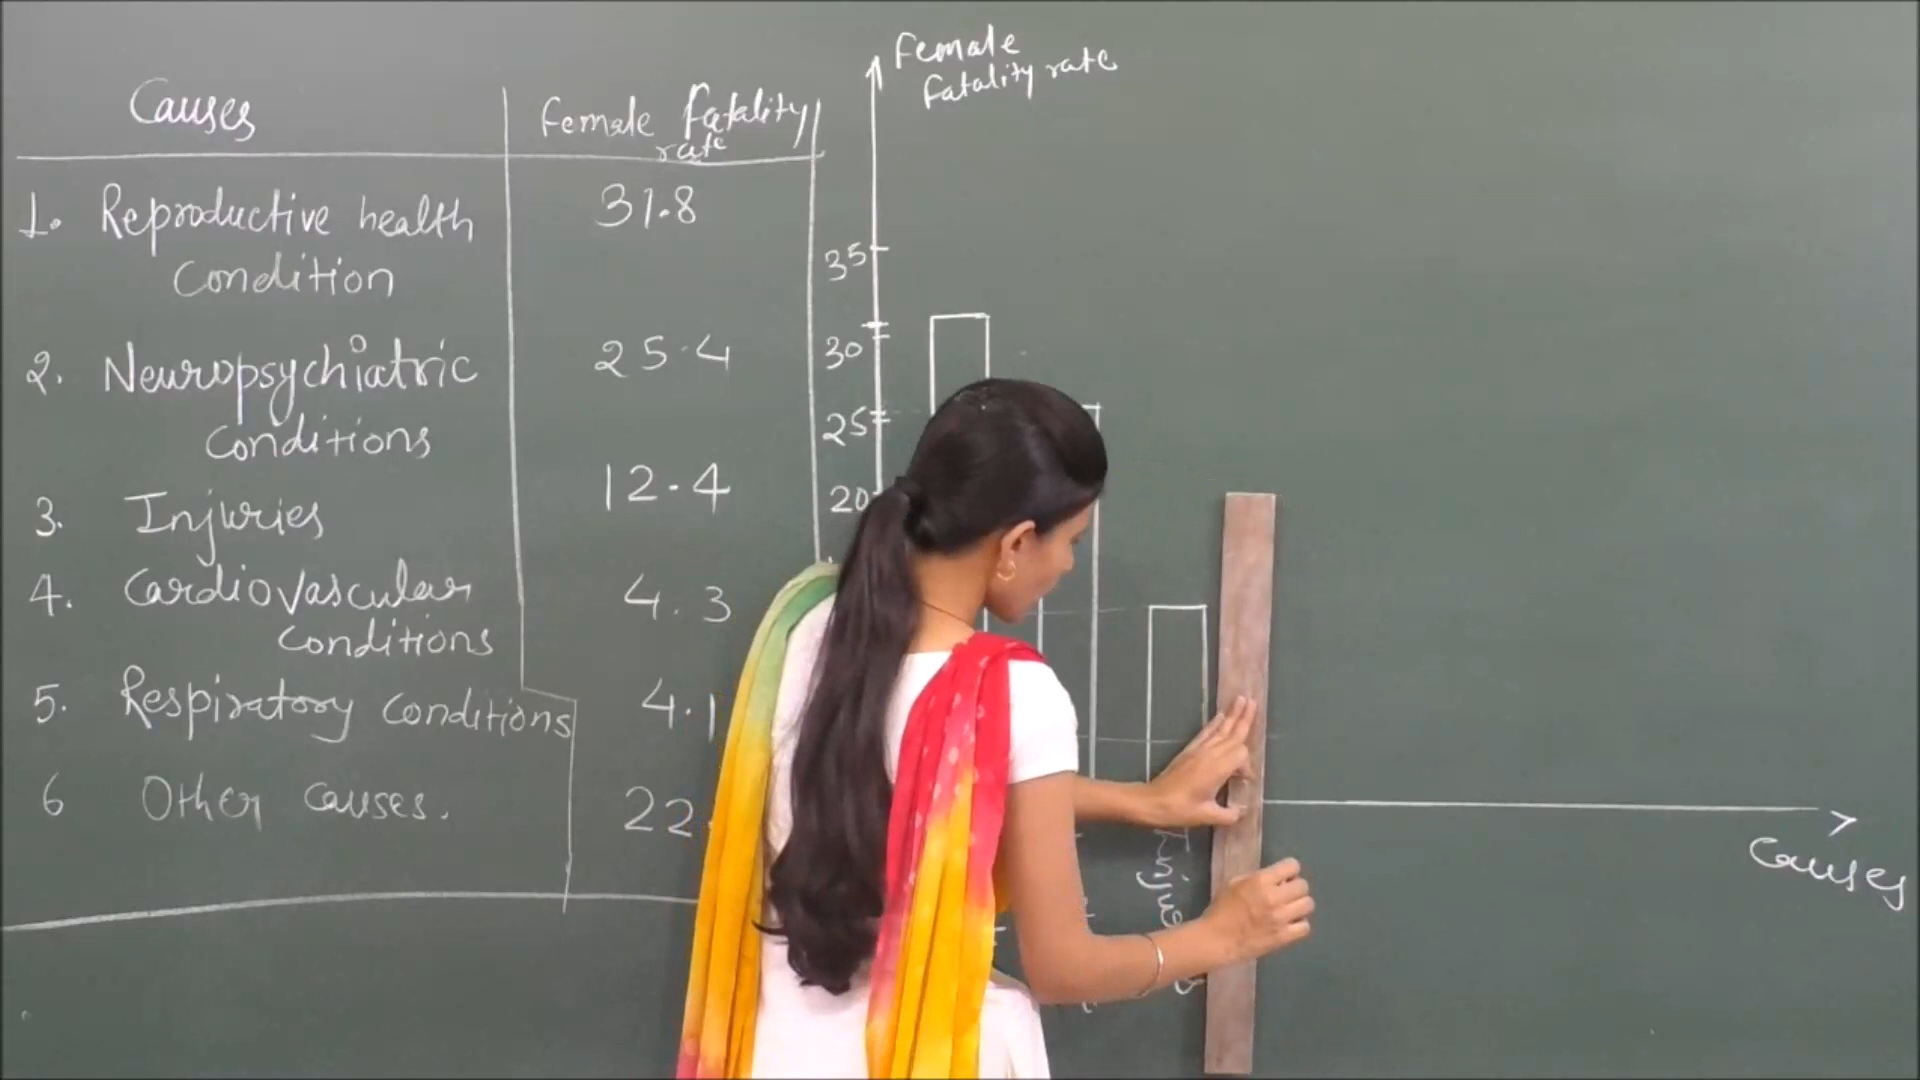 Causes
Female fatality
rate
1. Reproductive health
condition
31.8
2. Neuropsychiatric
conditions
25.4
3. Injuries
12.4
4. Cardiovascular
conditions
4.3
5. Respiratory conditions
4.1
6 Other causes.
22
Female
fatality rate
35
30
25
20
Causes